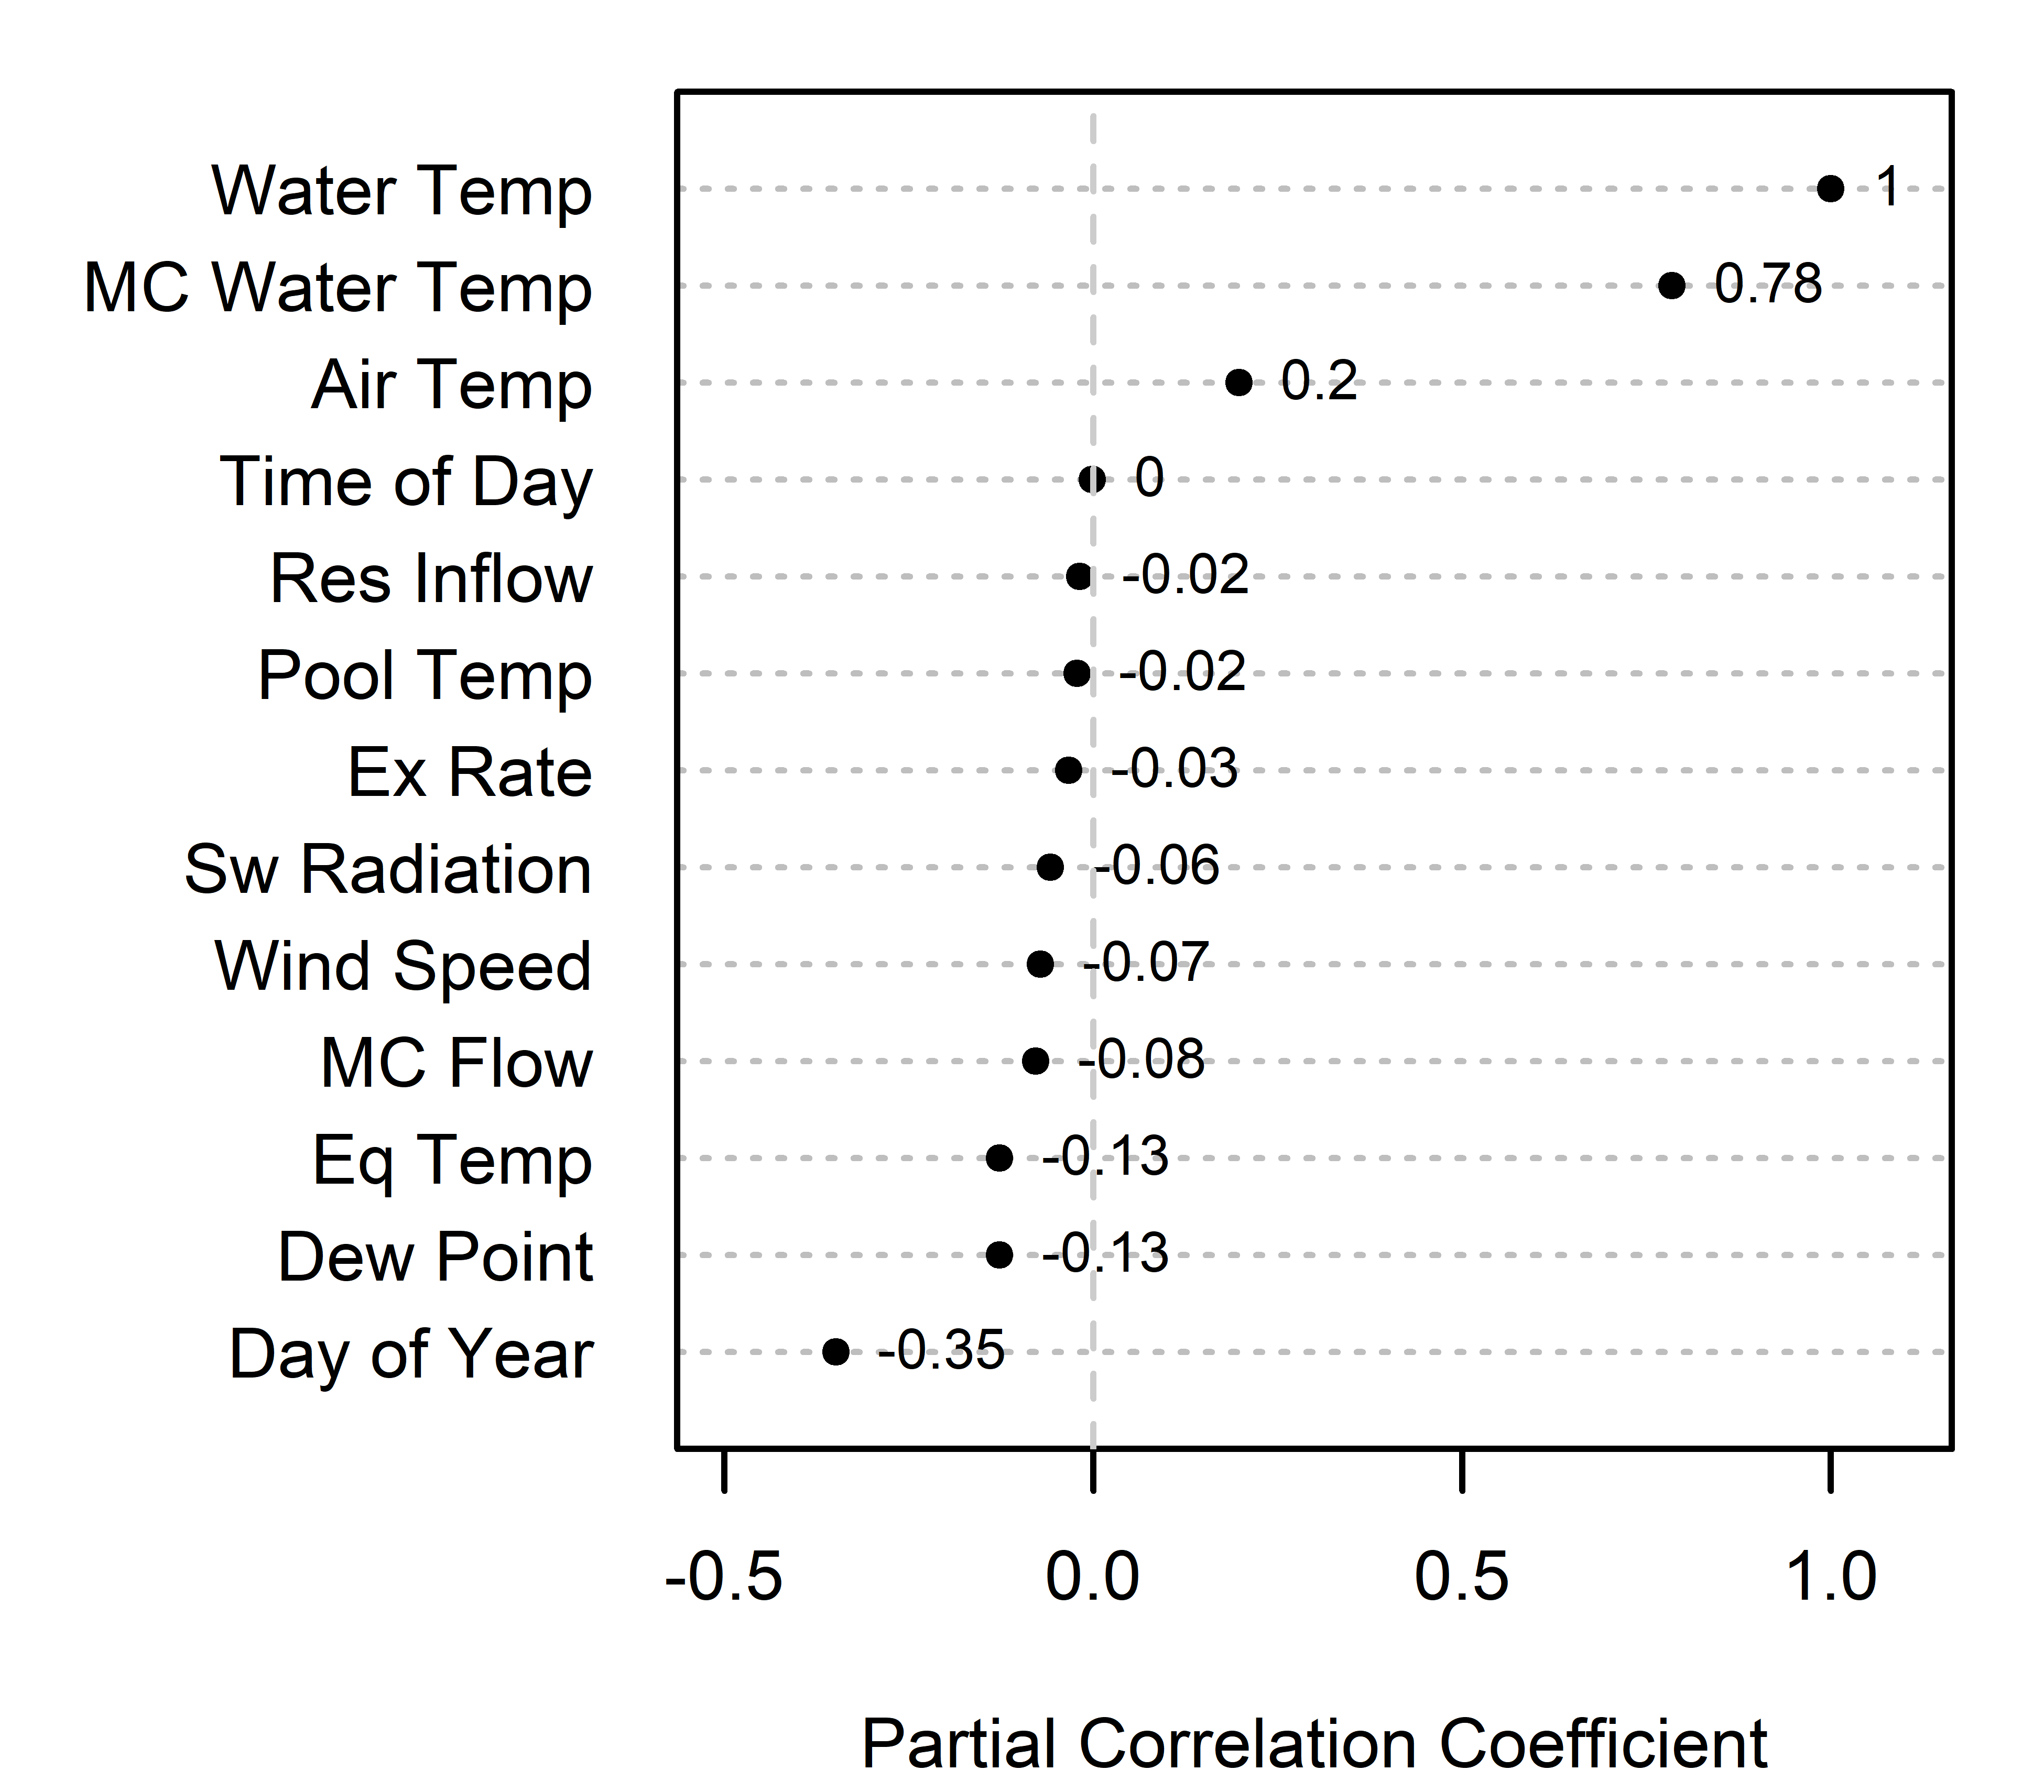 Water Temp 1
MC Water Temp 0.78
Air Temp 0.2
Time of Day 0
Res Inflow -0.02
Pool Temp -0.02
Ex Rate -0.03
Sw Radiation -0.06
Wind Speed -0.07
MC Flow -0.08
Eq Temp -0.13
Dew Point -0.13
Day of Year -0.35
-0.5 0.0 0.5 1.0
Partial Correlation Coefficient